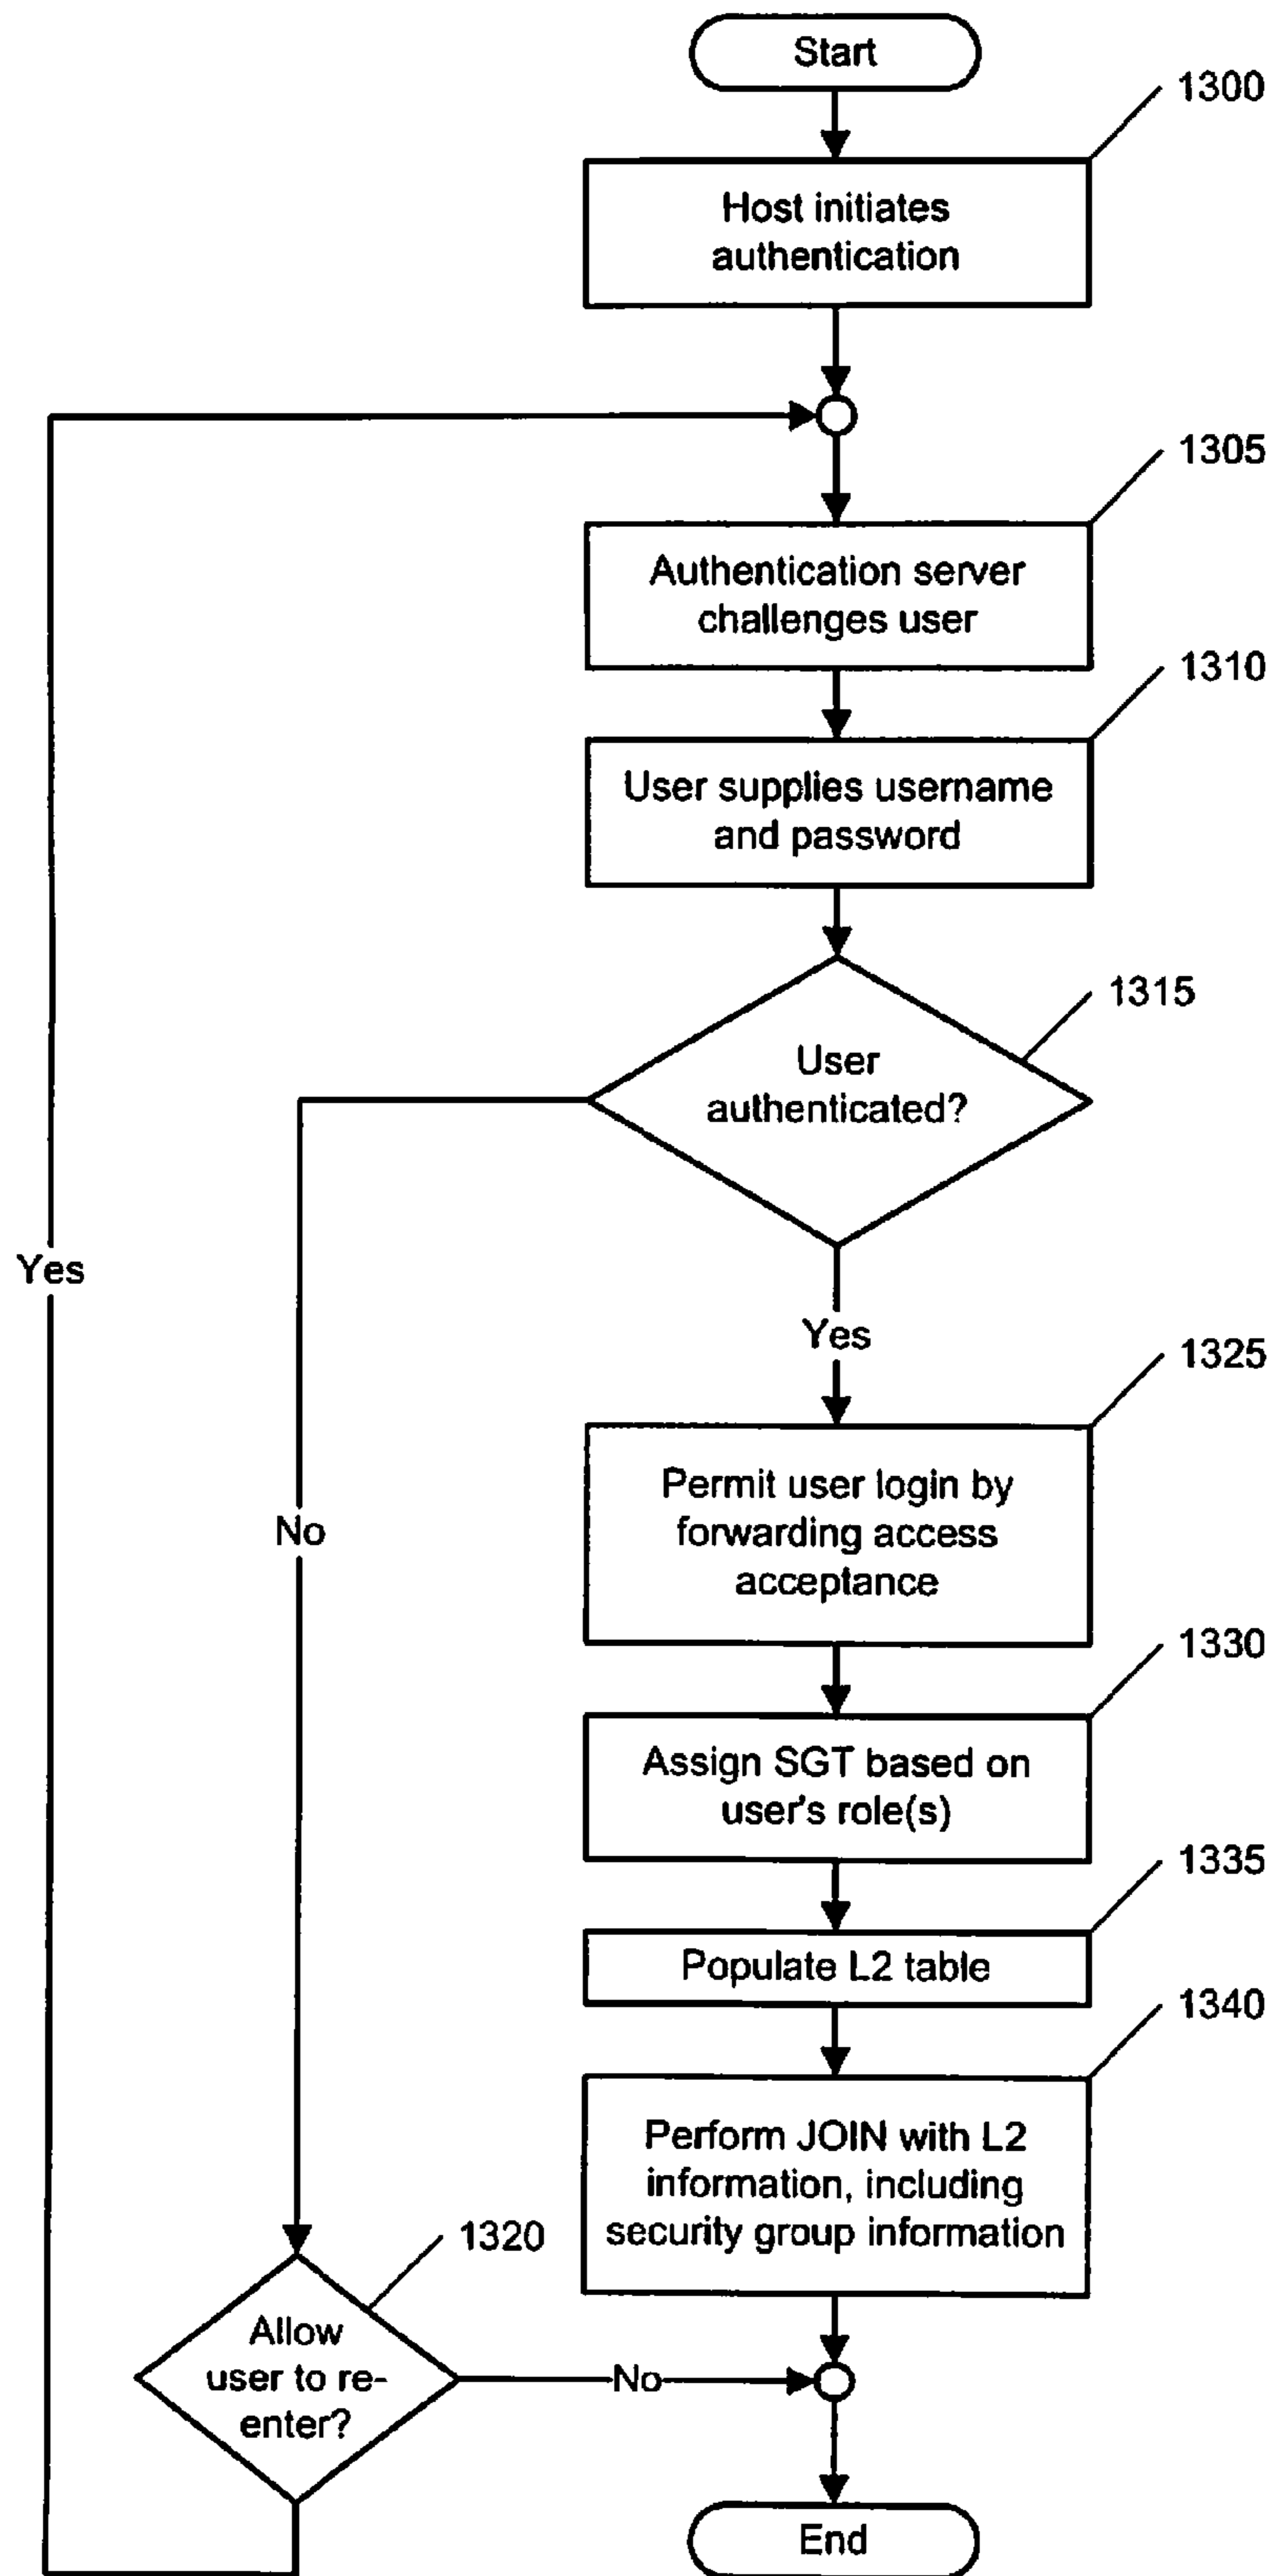 Start
1300
Host initiates
authentication
1305
Authentication server
challenges user
1310
User supplies username
and password
1315
User
authenticated?
Yes
Yes
1325
Permit user login by
forwarding access
acceptance
No
1330
Assign SGT based on
user's role(s)
1335
Populate L2 table
1340
Perform JOIN with L2
information, including
security group information
1320
Allow
user to re-
enter?
No
End